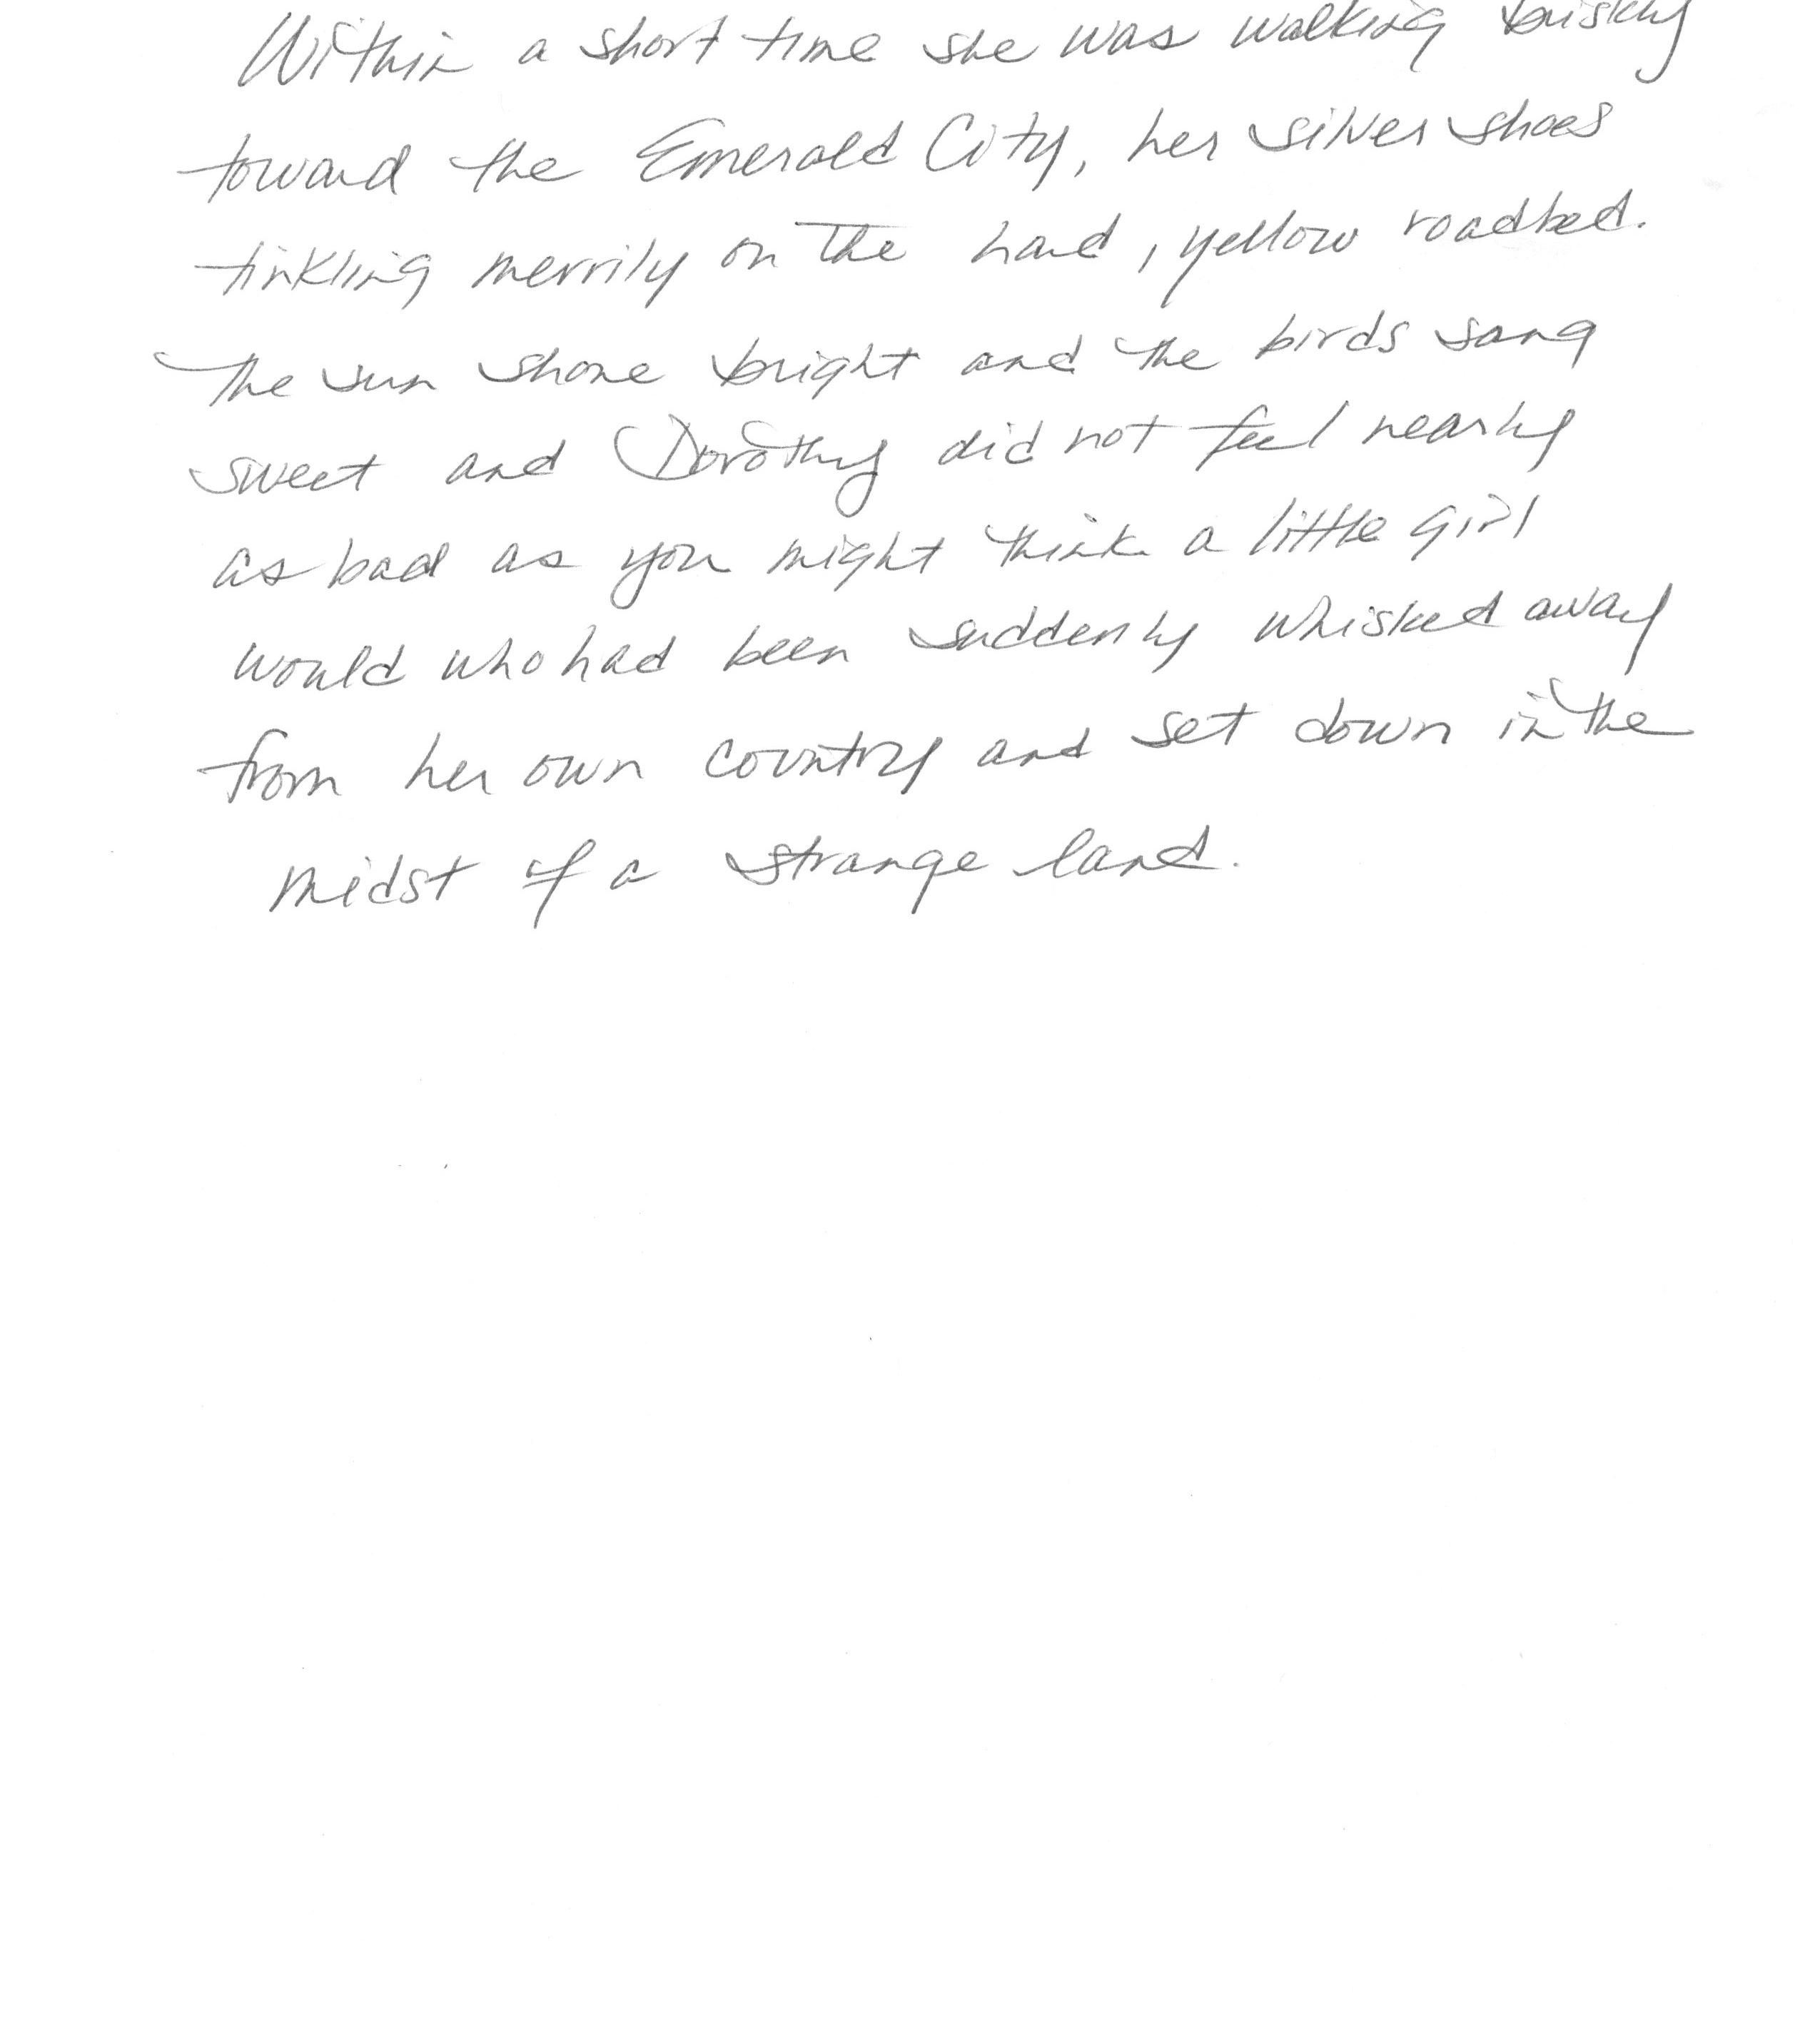 Within a short time she was walking briskly
toward the Emerald City, her silver shoes
tinkling merrily on the hard, yellow roadbed.
The sun shone bright and the birds sang
sweet and Dorothy did not feel nearly
as bad as you might think a little girl
would who had been suddenly whisked away
from her own country and set down in the
midst of a strange land.